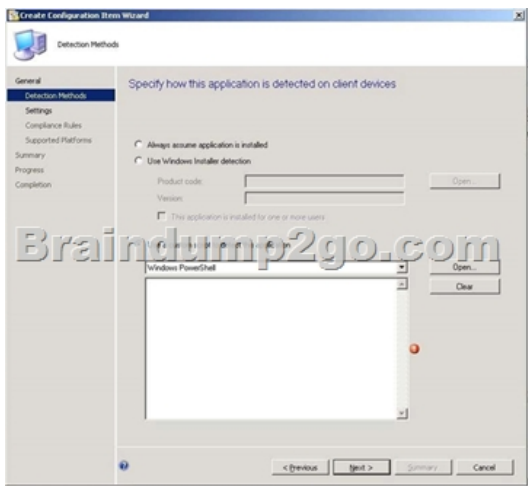 Create Configuration Item Wizard
Detection Methods
General
Detection Methods
Settings
Compliance Rules
Supported Platforms
Summary
Progress
Completion
Specify how this application is detected on client devices
Always assume application is installed
Use Windows Installer detection
Product code:
Open...
Version:
This application is installed for one or more users
Braindump2go.com
Windows PowerShell
Open...
Clear
< Previous
Next >
Summary
Cancel